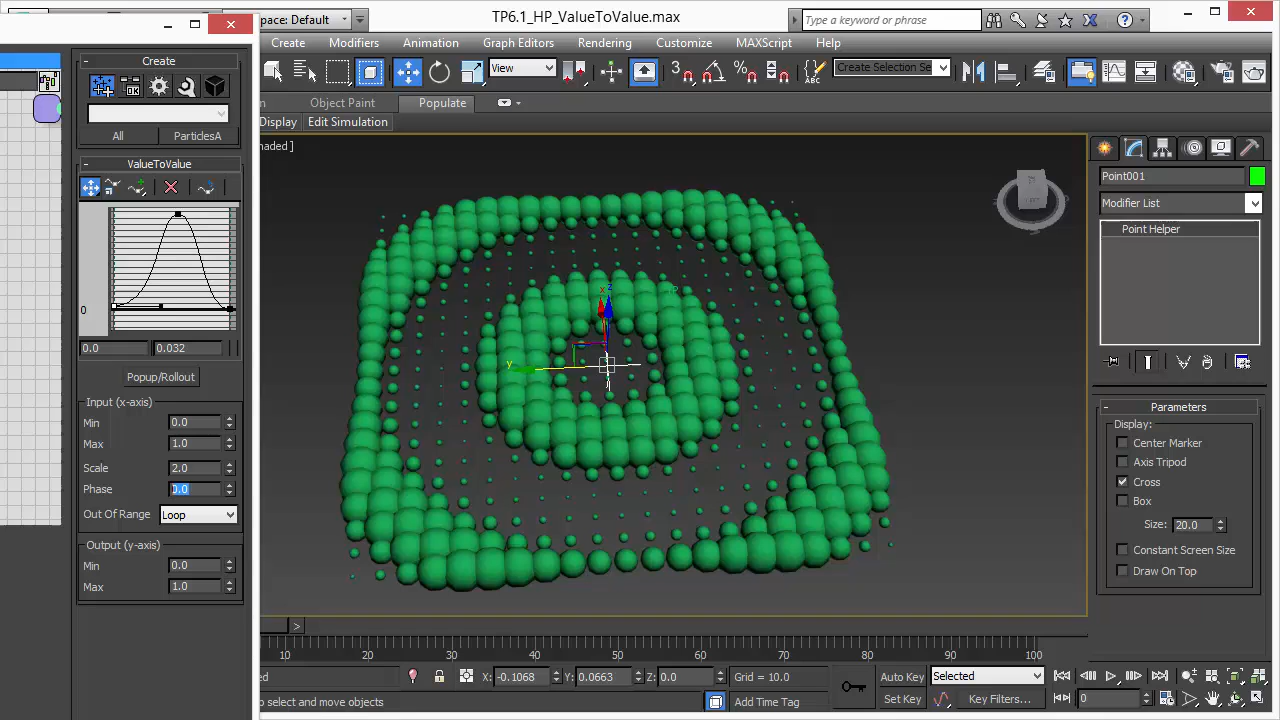 space: Default
TP6.1_HP_ValueToValue.max
Type a keyword or phrase
Create
Modifiers
Animation
Graph Editors
Rendering
Customize
MAXScript
Help
View
3
Create Selection Se
Object Paint
Populate
Display
Edit Simulation
haded ]
Create
All
ParticlesA
ValueToValue
0
0.0
0.032
Popup/Rollout
Input (x-axis)
Min
0.0
Max
1.0
Scale
2.0
Phase
0.0
Out Of Range
Loop
Output (y-axis)
Min
0.0
Max
1.0
x
z
y
Point001
Modifier List
Point Helper
Parameters
Display:
Center Marker
Axis Tripod
Cross
Box
Size:
20.0
Constant Screen Size
Draw On Top
>
10
20
30
40
50
60
70
80
90
100
ed
X:
-0.1068
Y:
0.0663
Z:
0.0
Grid = 10.0
Auto Key
Selected
to select and move objects
Add Time Tag
Set Key
Key Filters...
0